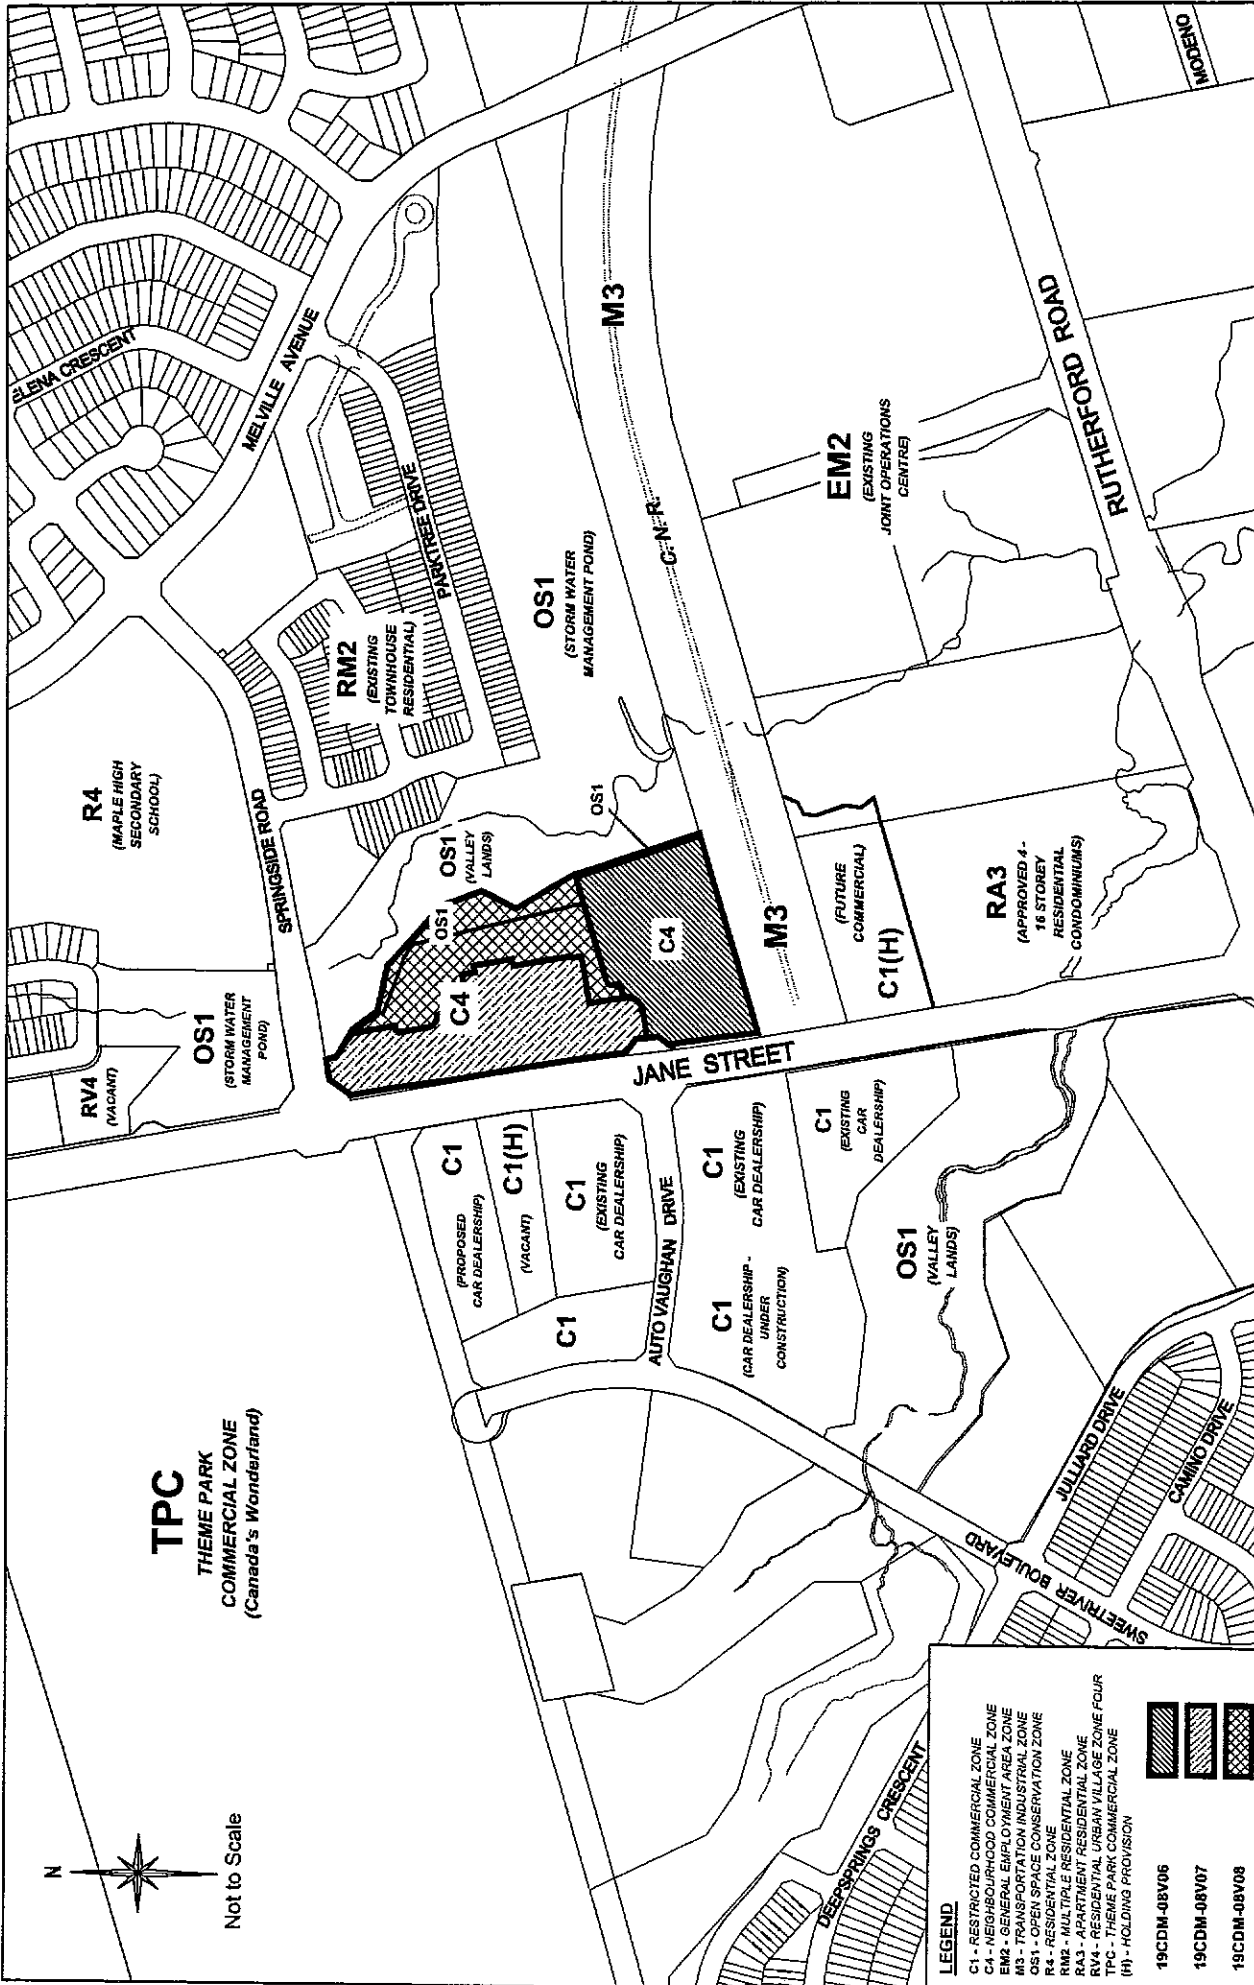 N
Not to Scale
TPC
THEME PARK
COMMERCIAL ZONE
(Canada's Wonderland)
RV4
(VACANT)
OS1
(STORM WATER
MANAGEMENT
POND)
R4
(MAPLE HIGH
SECONDARY
SCHOOL)
SPRINGSIDE ROAD
ELENA CRESCENT
MELVILLE AVENUE
RM2
(EXISTING
TOWNHOUSE
RESIDENTIAL)
PARKTREE DRIVE
OS1
(STORM WATER
MANAGEMENT POND)
OS1
(VALLEY
LANDS)
OS1
OS1
C4
C4
JANE STREET
C1
(PROPOSED
CAR DEALERSHIP)
C1(H)
(VACANT)
C1
(EXISTING
CAR DEALERSHIP)
C1
AUTO VAUGHAN DRIVE
C1
(EXISTING
CAR DEALERSHIP)
C1
(CAR DEALERSHIP -
UNDER
CONSTRUCTION)
C1
(EXISTING
CAR
DEALERSHIP)
OS1
(VALLEY
LANDS)
M3
C.N.R.
M3
(FUTURE
COMMERCIAL)
C1(H)
RA3
(APPROVED 4 -
16 STOREY
RESIDENTIAL
CONDOMINIUMS)
EM2
(EXISTING
JOINT OPERATIONS
CENTRE)
RUTHERFORD ROAD
MODENO
JULLIARD DRIVE
CAMINO DRIVE
SWEETRIVER BOULEVARD
DEEPSPRINGS CRESCENT
LEGEND
C1 - RESTRICTED COMMERCIAL ZONE
C4 - NEIGHBOURHOOD COMMERCIAL ZONE
EM2 - GENERAL EMPLOYMENT AREA ZONE
M3 - TRANSPORTATION INDUSTRIAL ZONE
OS1 - OPEN SPACE CONSERVATION ZONE
R4 - RESIDENTIAL ZONE
RM2 - MULTIPLE RESIDENTIAL ZONE
RA3 - APARTMENT RESIDENTIAL ZONE
RV4 - RESIDENTIAL URBAN VILLAGE ZONE FOUR
TPC - THEME PARK COMMERCIAL ZONE
(H) - HOLDING PROVISION
19CDM-08V06
19CDM-08V07
19CDM-08V08